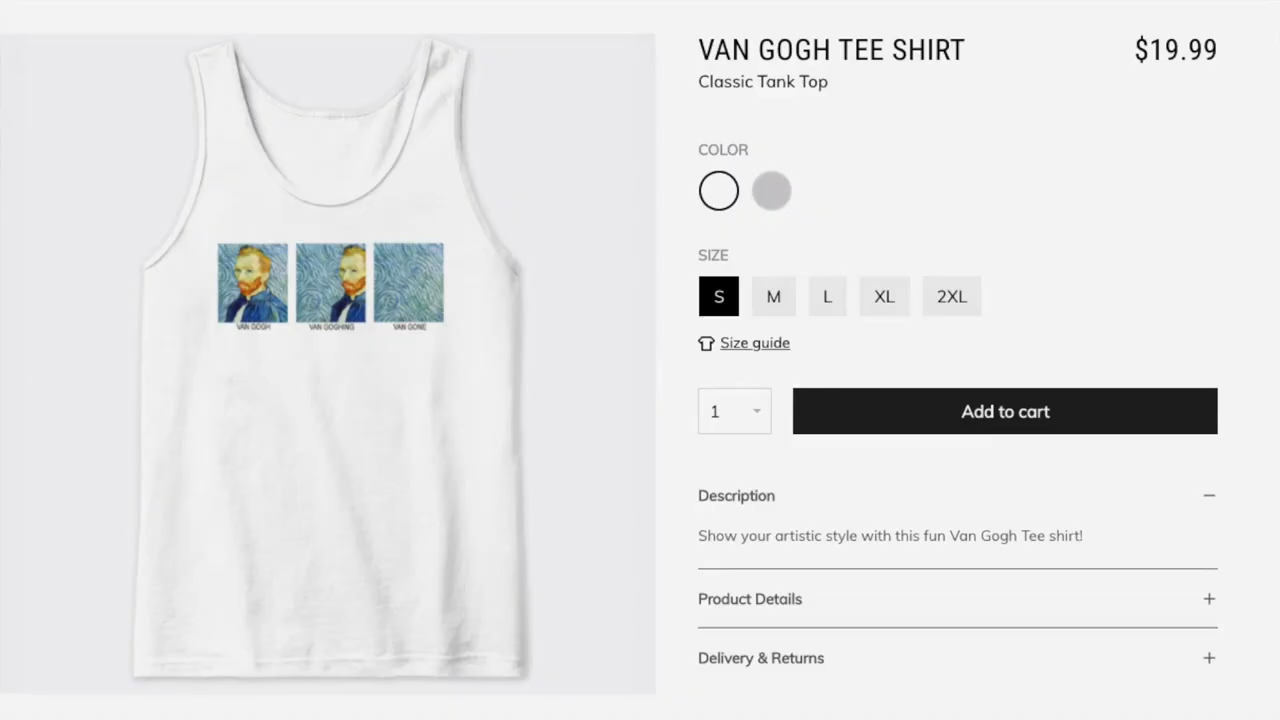 VAN GOGH TEE SHIRT $19.99
Classic Tank Top
COLOR
SIZE
S M L XL 2XL
Size guide
1 Add to cart
VAN GOGH VAN GOGHING VAN GONE
Description
Show your artistic style with this fun Van Gogh Tee shirt!
Product Details
Delivery & Returns